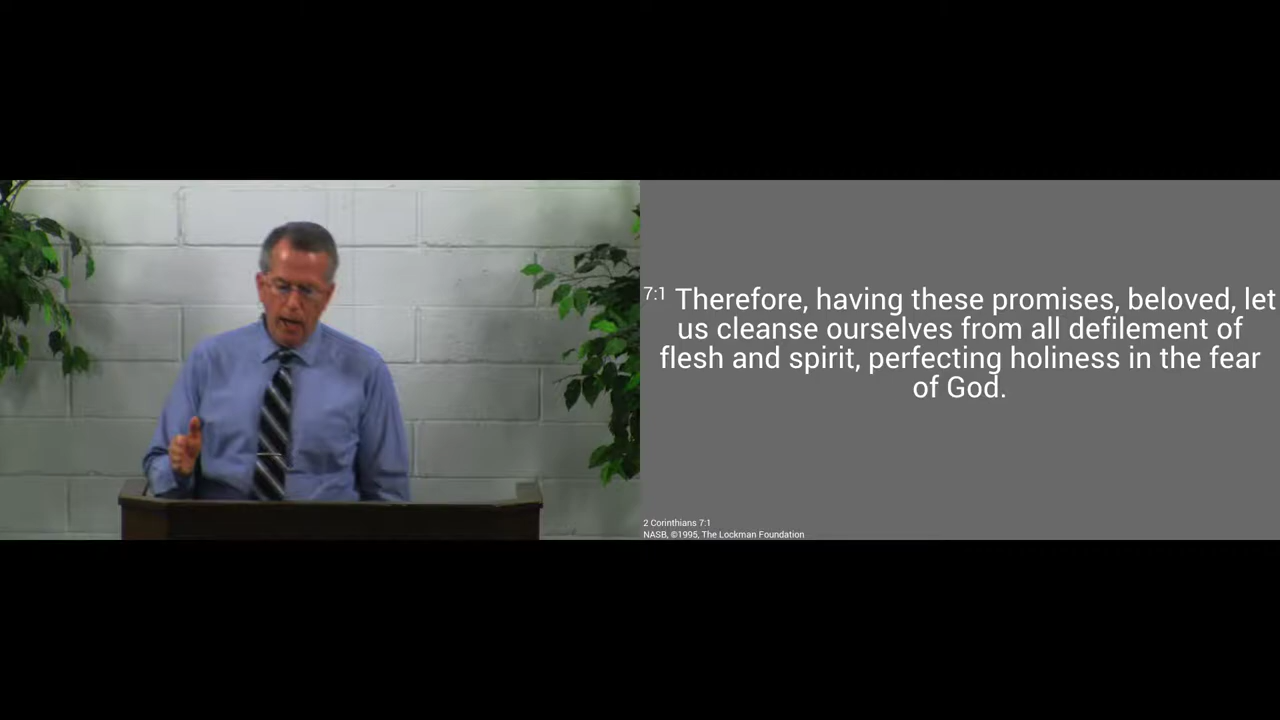 7:1 Therefore, having these promises, beloved, let
us cleanse ourselves from all defilement of
flesh and spirit, perfecting holiness in the fear
of God.
2 Corinthians 7:1
NASB, ©1995, The Lockman Foundation